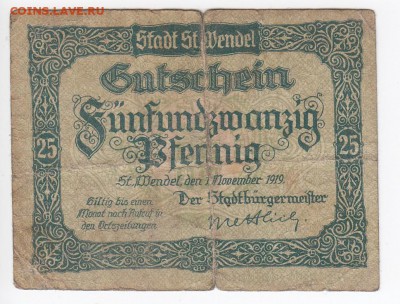 COINS.LAVE.RU
Stadt St. Wendel
Gutschein
Fünfundzwanzig
Pfennig
25 25
St. Wendel, den 1. November 1919.
Der Stadtbürgermeister
Giltig bis einen
Monat nach Aufruf in
den Ortszeitungen.